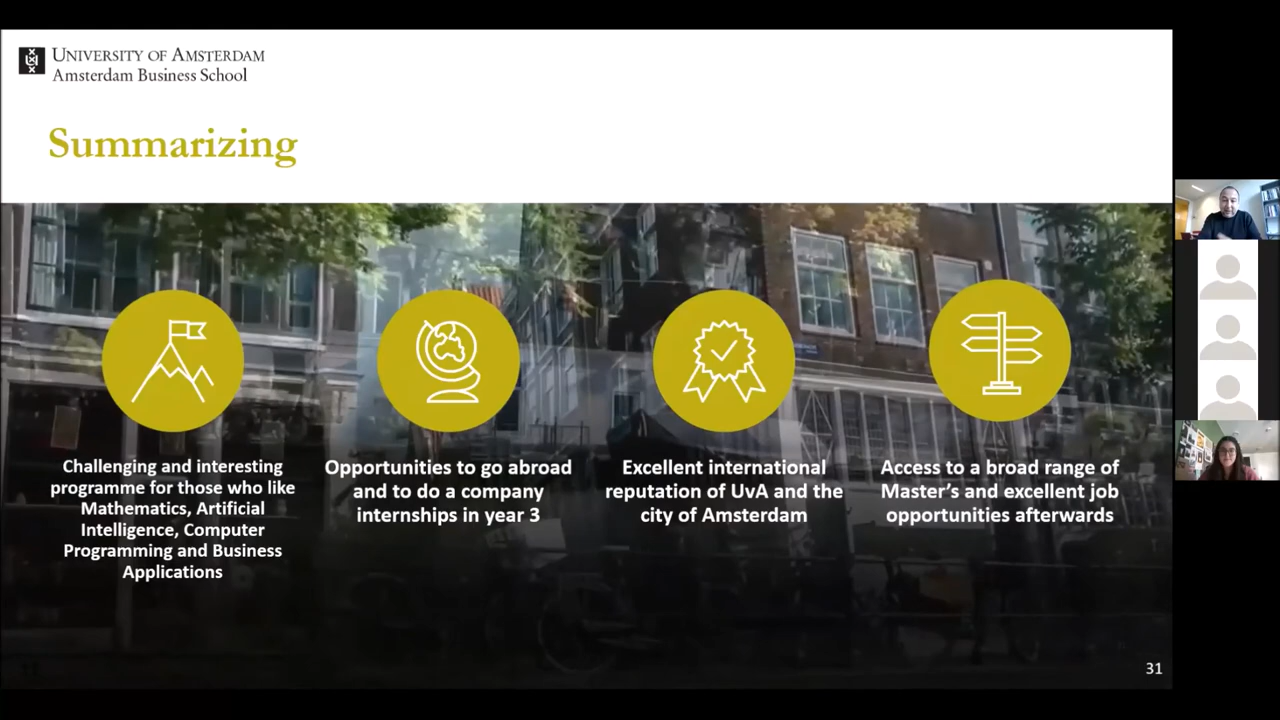 UNIVERSITY OF AMSTERDAM
Amsterdam Business School
Summarizing
Challenging and interesting
programme for those who like
Mathematics, Artificial
Intelligence, Computer
Programming and Business
Applications
Opportunities to go abroad
and to do a company
internships in year 3
Excellent international
reputation of UvA and the
city of Amsterdam
Access to a broad range of
Master's and excellent job
opportunities afterwards
31